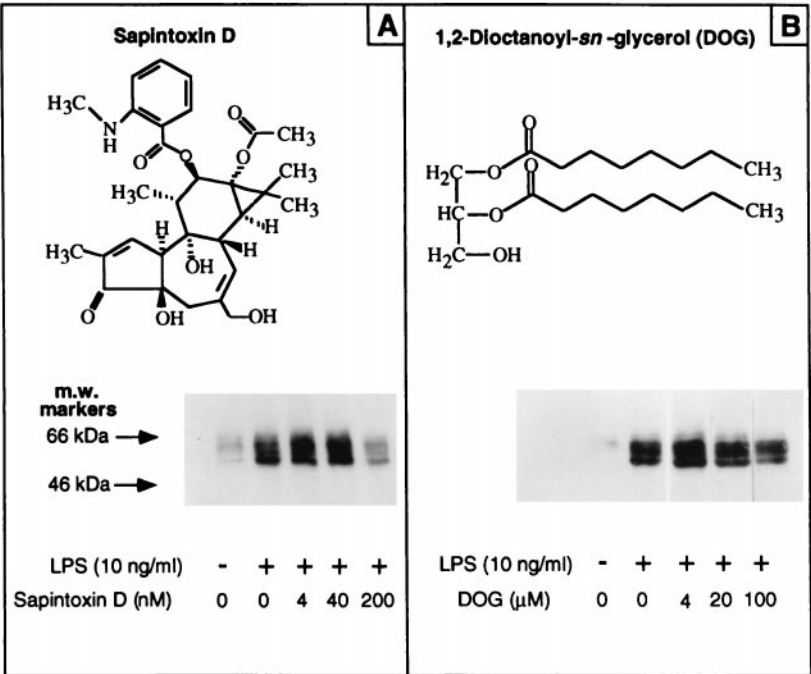 A
Sapintoxin D
H3C
N
H
O
O
O
O
CH3
H3C
CH3
CH3
H
H
H
H3C
OH
O
OH
OH
m.w.
markers
66 kDa
46 kDa
LPS (10 ng/ml) - + + + +
Sapintoxin D (nM) 0 0 4 40 200
B
1,2-Dioctanoyl-sn -glycerol (DOG)
O
H2C O CH3
O
HC O CH3
H2C OH
LPS (10 ng/ml) - + + + +
DOG (μM) 0 0 4 20 100